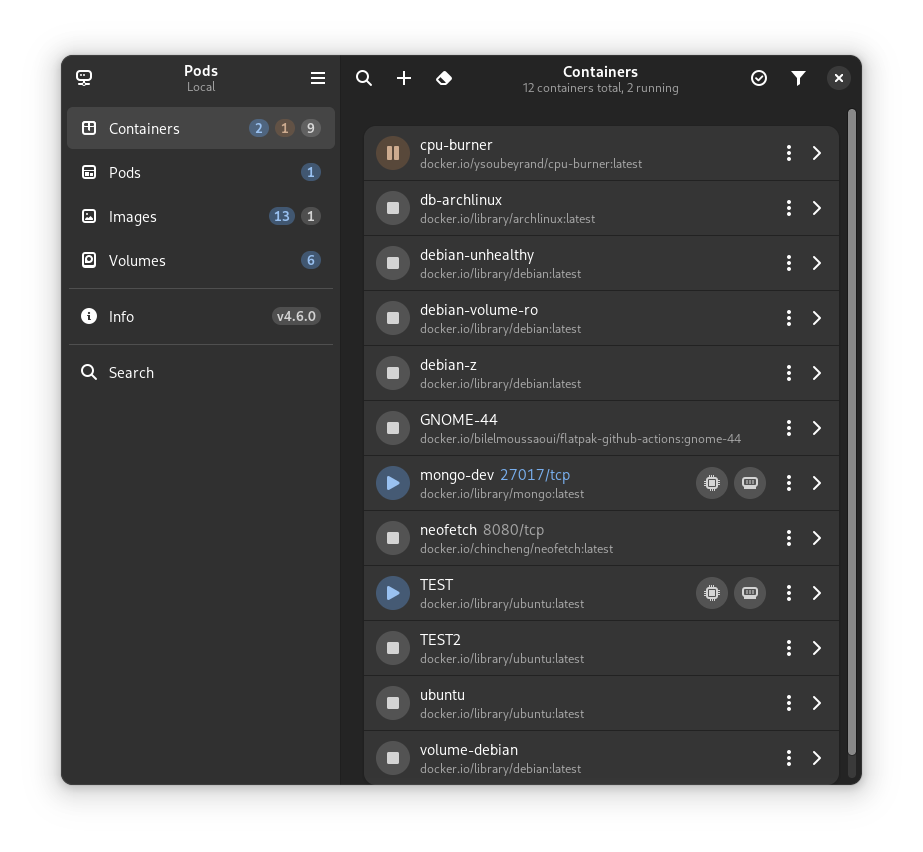 Pods
Local
Containers 2 1 9
Pods 1
Images 13 1
Volumes 6
Info v4.6.0
Search
Containers
12 containers total, 2 running
cpu-burner
docker.io/ysoubeyrand/cpu-burner:latest
db-archlinux
docker.io/library/archlinux:latest
debian-unhealthy
docker.io/library/debian:latest
debian-volume-ro
docker.io/library/debian:latest
debian-z
docker.io/library/debian:latest
GNOME-44
docker.io/bilelmoussaoui/flatpak-github-actions:gnome-44
mongo-dev 27017/tcp
docker.io/library/mongo:latest
neofetch 8080/tcp
docker.io/chincheng/neofetch:latest
TEST
docker.io/library/ubuntu:latest
TEST2
docker.io/library/ubuntu:latest
ubuntu
docker.io/library/ubuntu:latest
volume-debian
docker.io/library/debian:latest